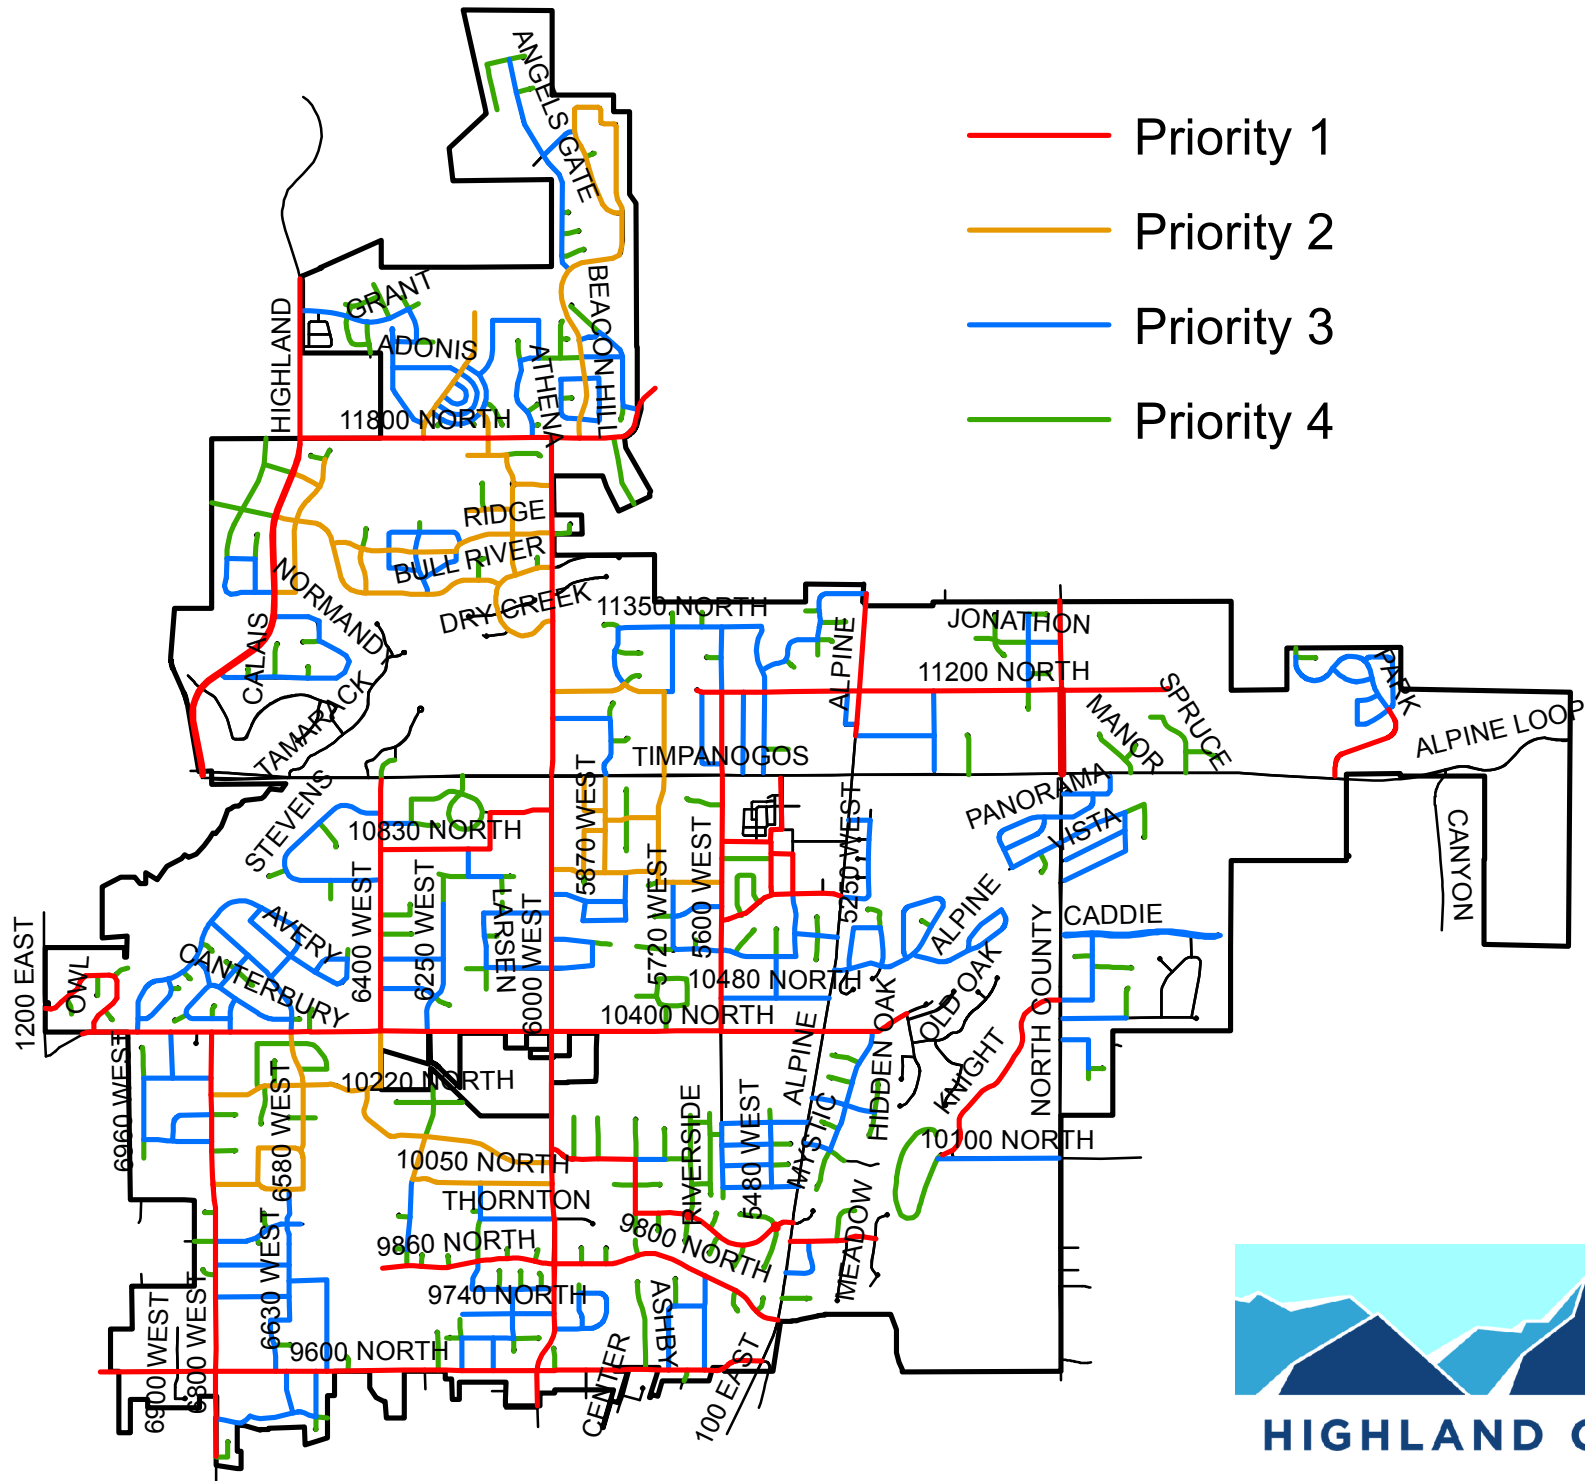 ANGELS GATE
Priority 1
Priority 2
Priority 3
Priority 4
GRANT
BEACON HILL
HIGHLAND
ADONIS
ATHENA
11800 NORTH
RIDGE
BULL RIVER
NORMANDY
DRY CREEK
11350 NORTH
JONATHON
CALAIS
ALPINE
11200 NORTH
TAMARACK
SPRUCE
MANOR
PARK
ALPINE LOOP
TIMPANOGOS
STEVENS
PANORAMA
VISTA
10830 NORTH
5870 WEST
5250 WEST
CANYON
6400 WEST
6250 WEST
LARSEN
6000 WEST
5720 WEST
5600 WEST
ALPINE
CADDIE
AVERY
CANTERBURY
1200 EAST
OWL
10480 NORTH
OLD OAK
HIDDEN OAK
NORTH COUNTY
10400 NORTH
KNIGHT
6960 WEST
10220 NORTH
ALPINE
MYSTIC
6580 WEST
10050 NORTH
RIVERSIDE
5480 WEST
10100 NORTH
THORNTON
MEADOW
9860 NORTH
9800 NORTH
6630 WEST
9740 NORTH
ASHBY
6900 WEST
6800 WEST
9600 NORTH
CENTER
100 EAST
HIGHLAND C